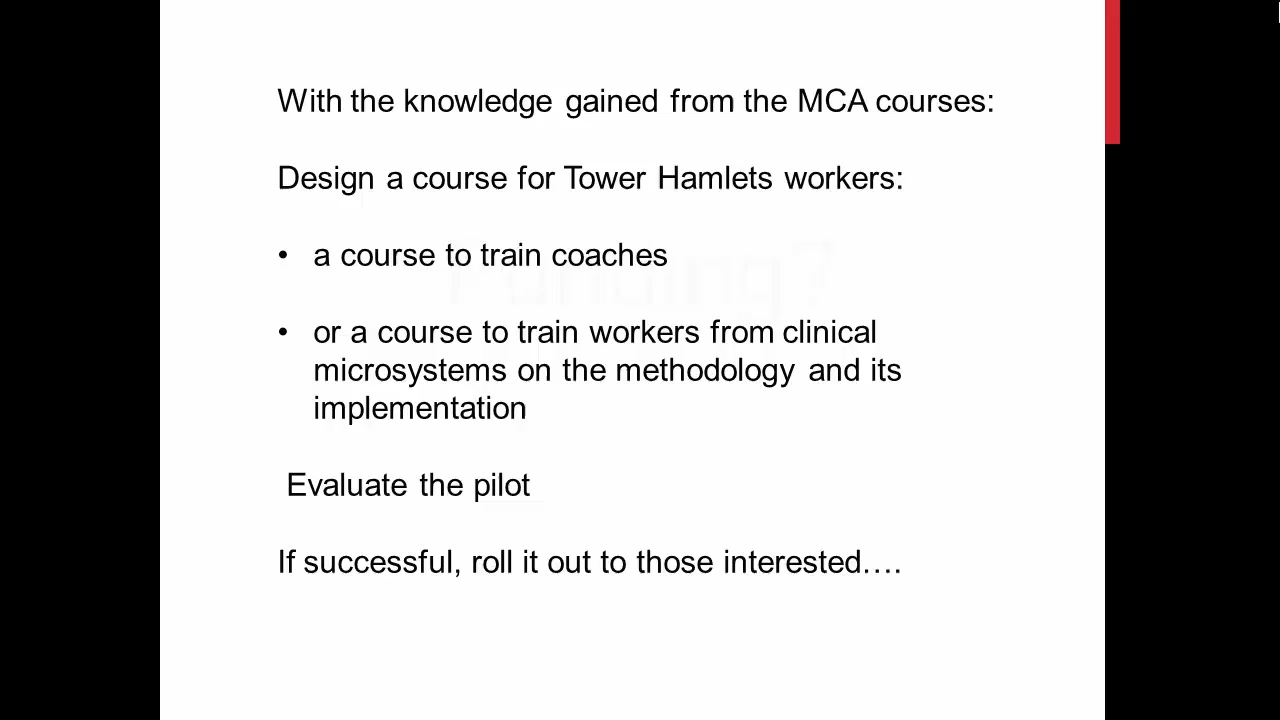 With the knowledge gained from the MCA courses:
Design a course for Tower Hamlets workers:
• a course to train coaches
• or a course to train workers from clinical
microsystems on the methodology and its
implementation
Evaluate the pilot
If successful, roll it out to those interested….